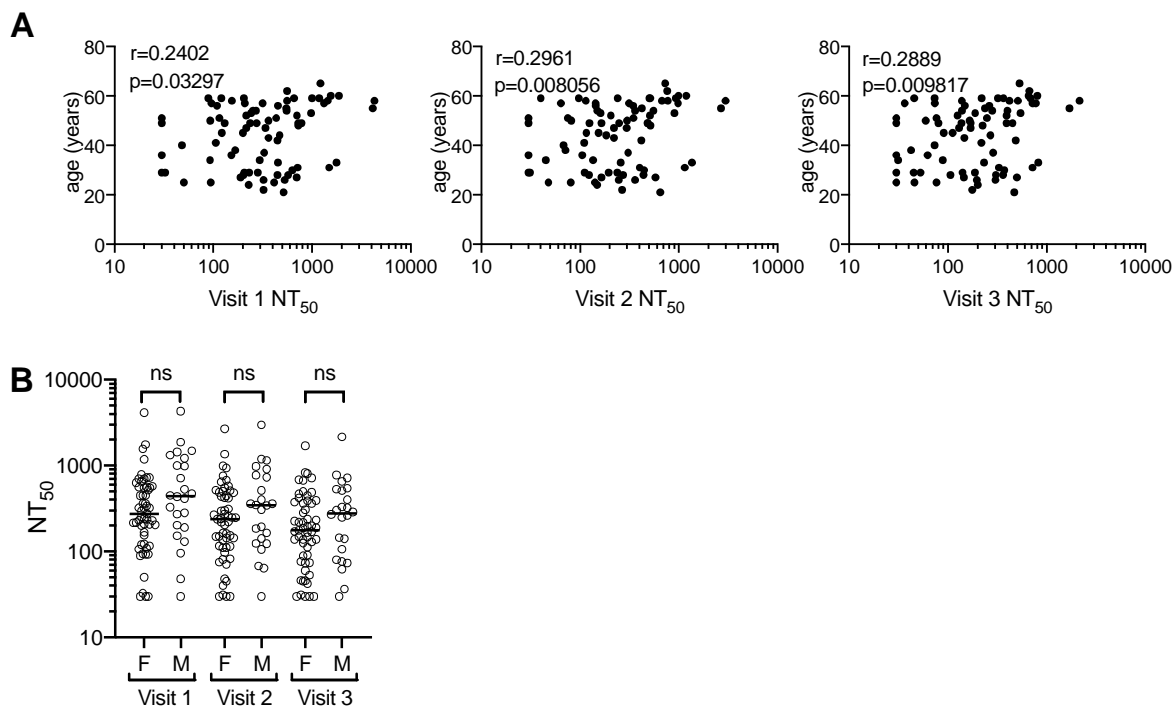 A
r=0.2402
p=0.03297
80
60
40
20
0
age (years)
10 100 1000 10000
Visit 1 NT50
r=0.2961
p=0.008056
80
60
40
20
0
age (years)
10 100 1000 10000
Visit 2 NT50
r=0.2889
p=0.009817
80
60
40
20
0
age (years)
10 100 1000 10000
Visit 3 NT50
B
ns ns ns
10000
1000
100
10
NT50
F M F M F M
Visit 1 Visit 2 Visit 3